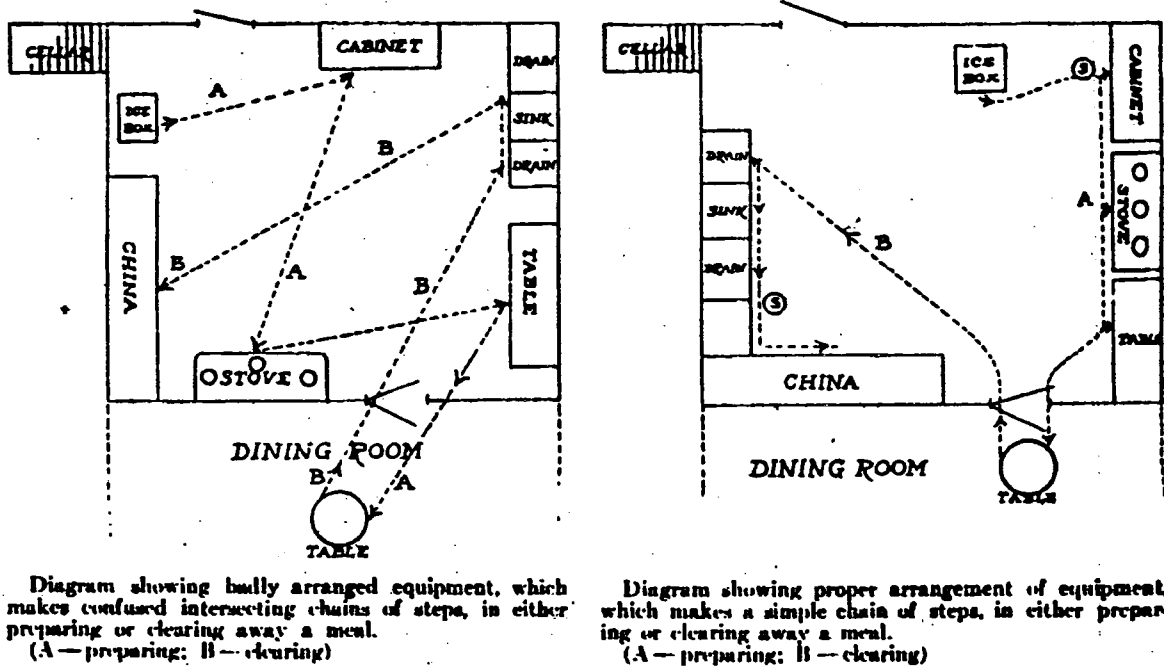 CELLAR
CABINET
DRAIN
ICE
BOX
A
SINK
B
DRAIN
CHINA
B
A
B
TABLE
STOVE
DINING ROOM
B
A
TABLE
Diagram showing badly arranged equipment, which
makes confused intersecting chains of steps, in either
preparing or clearing away a meal.
(A — preparing; B — clearing)
CELLAR
ICE
BOX
S
CABINET
DRAIN
SINK
DRAIN
A
STOVE
B
S
TABLE
CHINA
DINING ROOM
TABLE
Diagram showing proper arrangement of equipment
which makes a simple chain of steps, in either prepar-
ing or clearing away a meal.
(A — preparing; B — clearing)